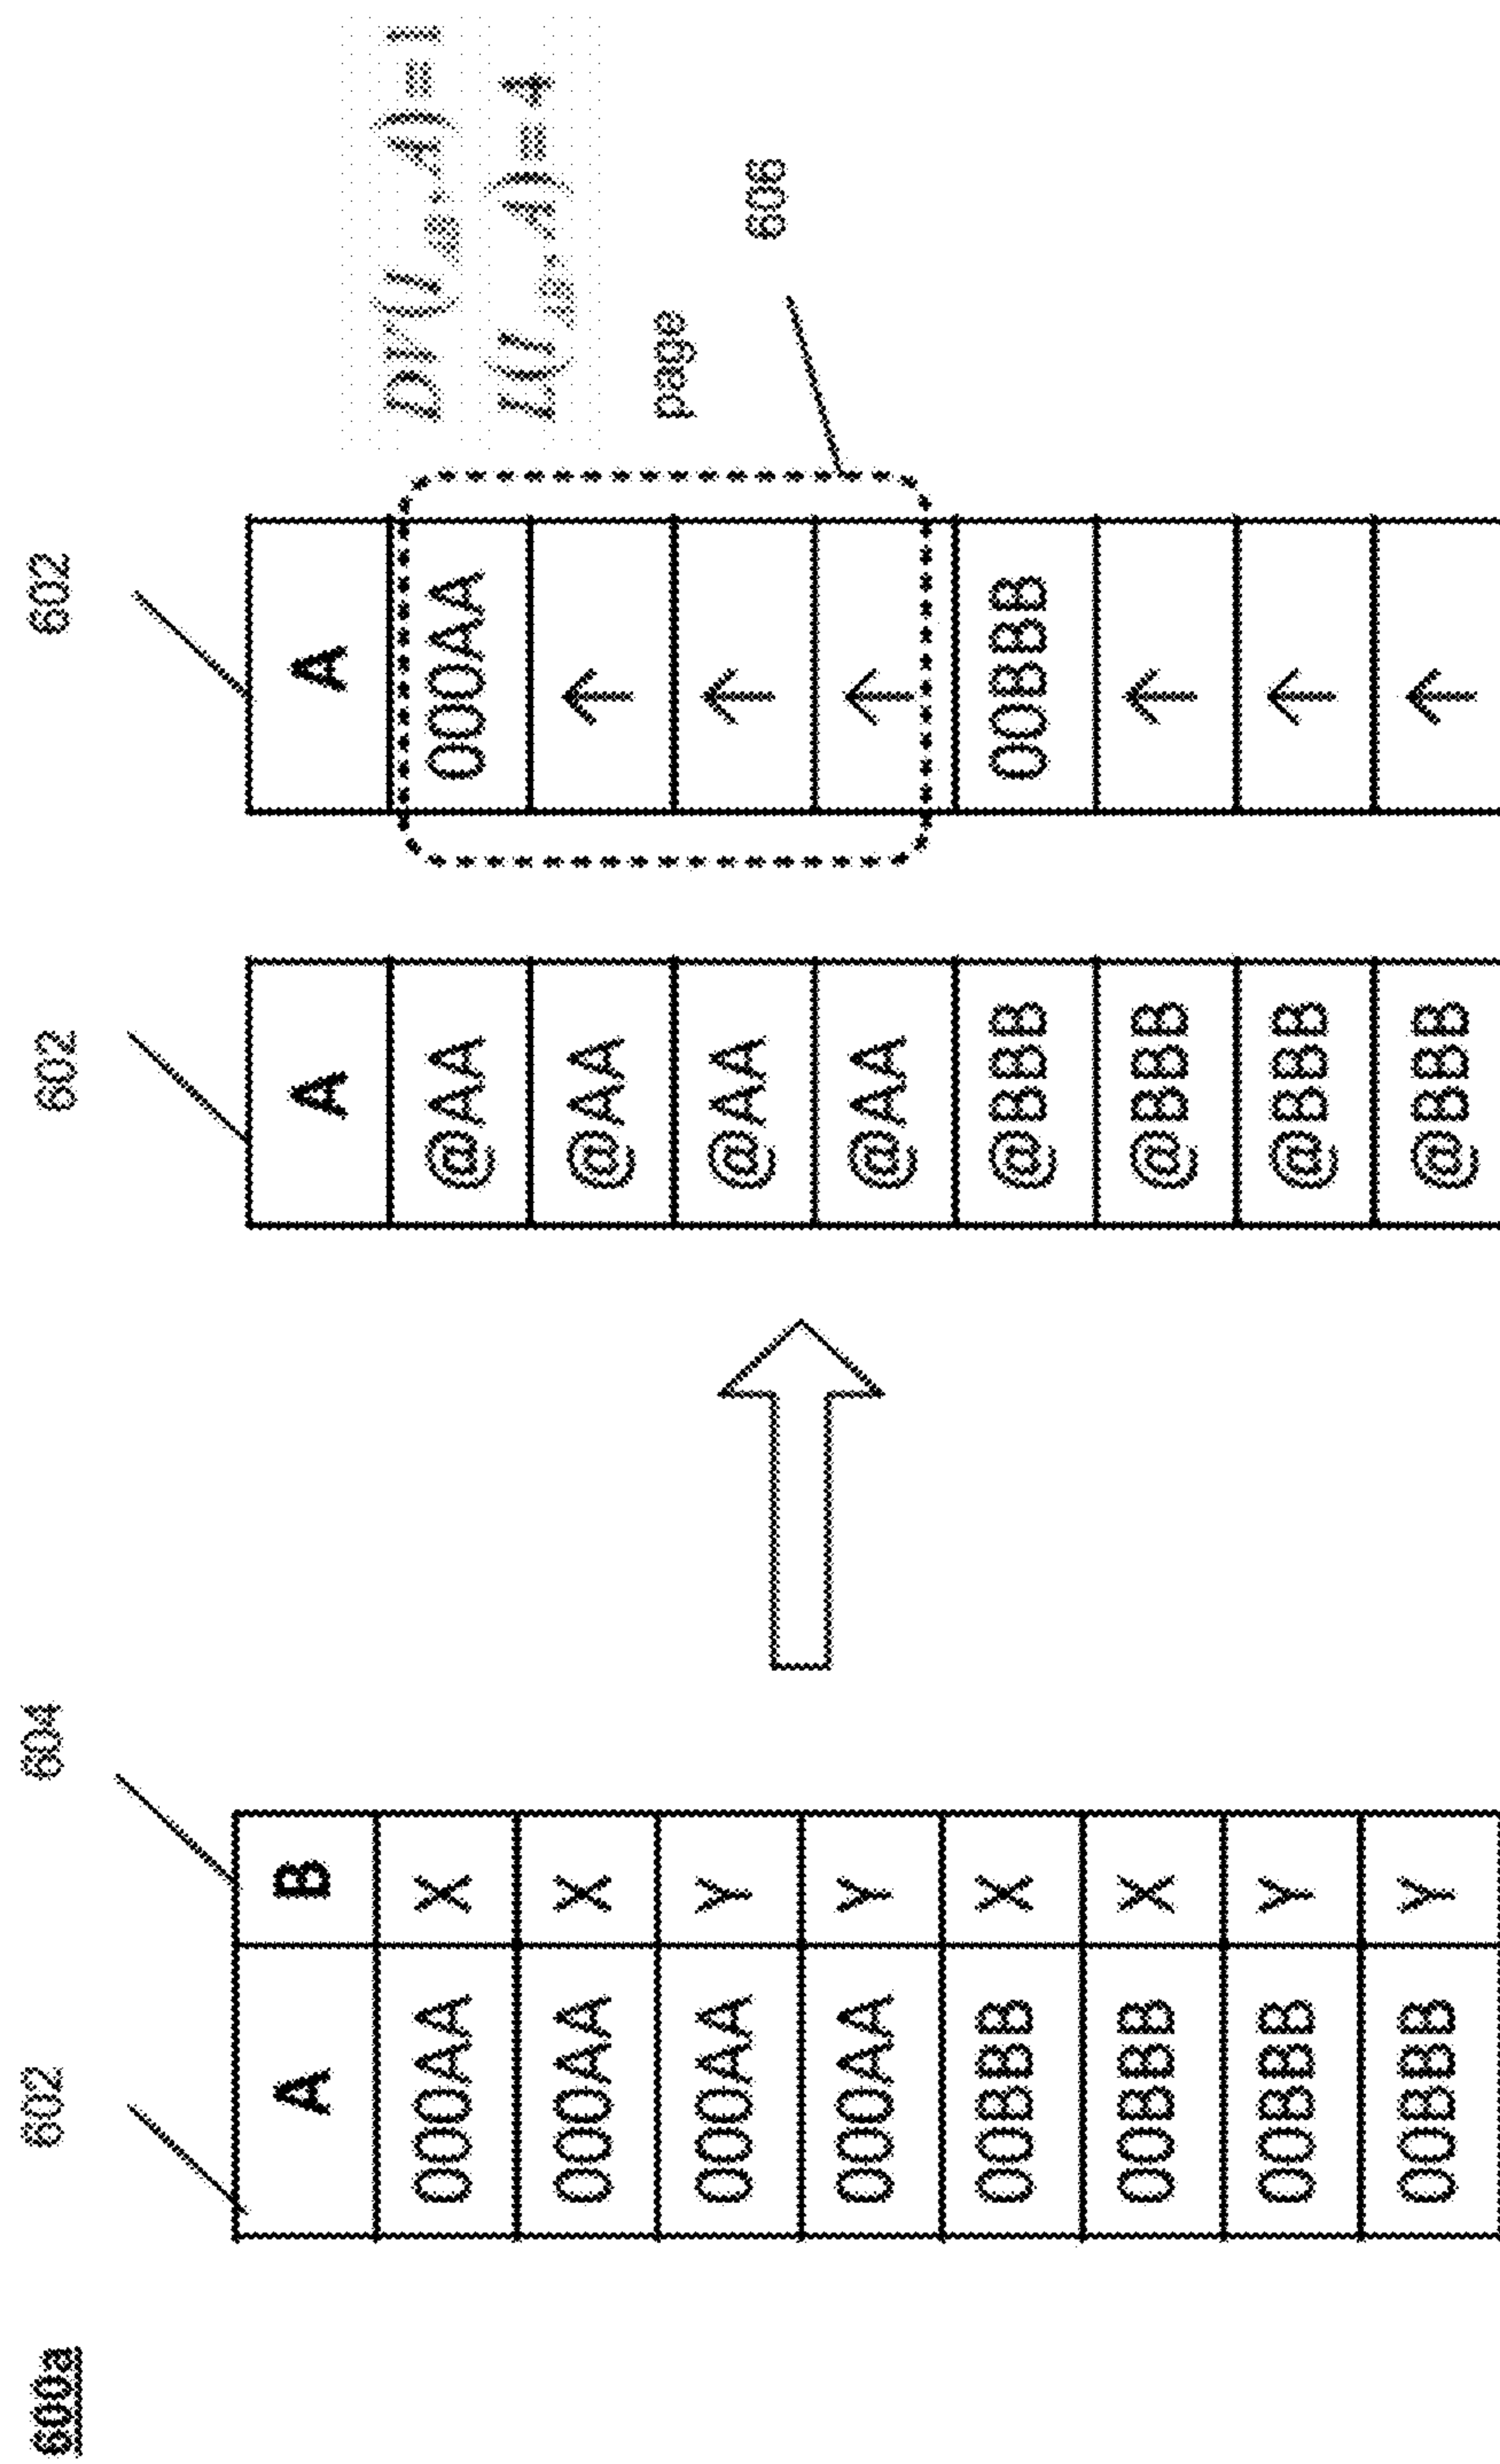 600a
602
604
602
602
A B
000AA X
000AA X
000AA Y
000AA Y
00BBB X
00BBB X
00BBB Y
00BBB Y
A
@AA
@AA
@AA
@AA
@BBB
@BBB
@BBB
@BBB
A
000AA
↑
↑
↑
00BBB
↑
↑
↑
page
606